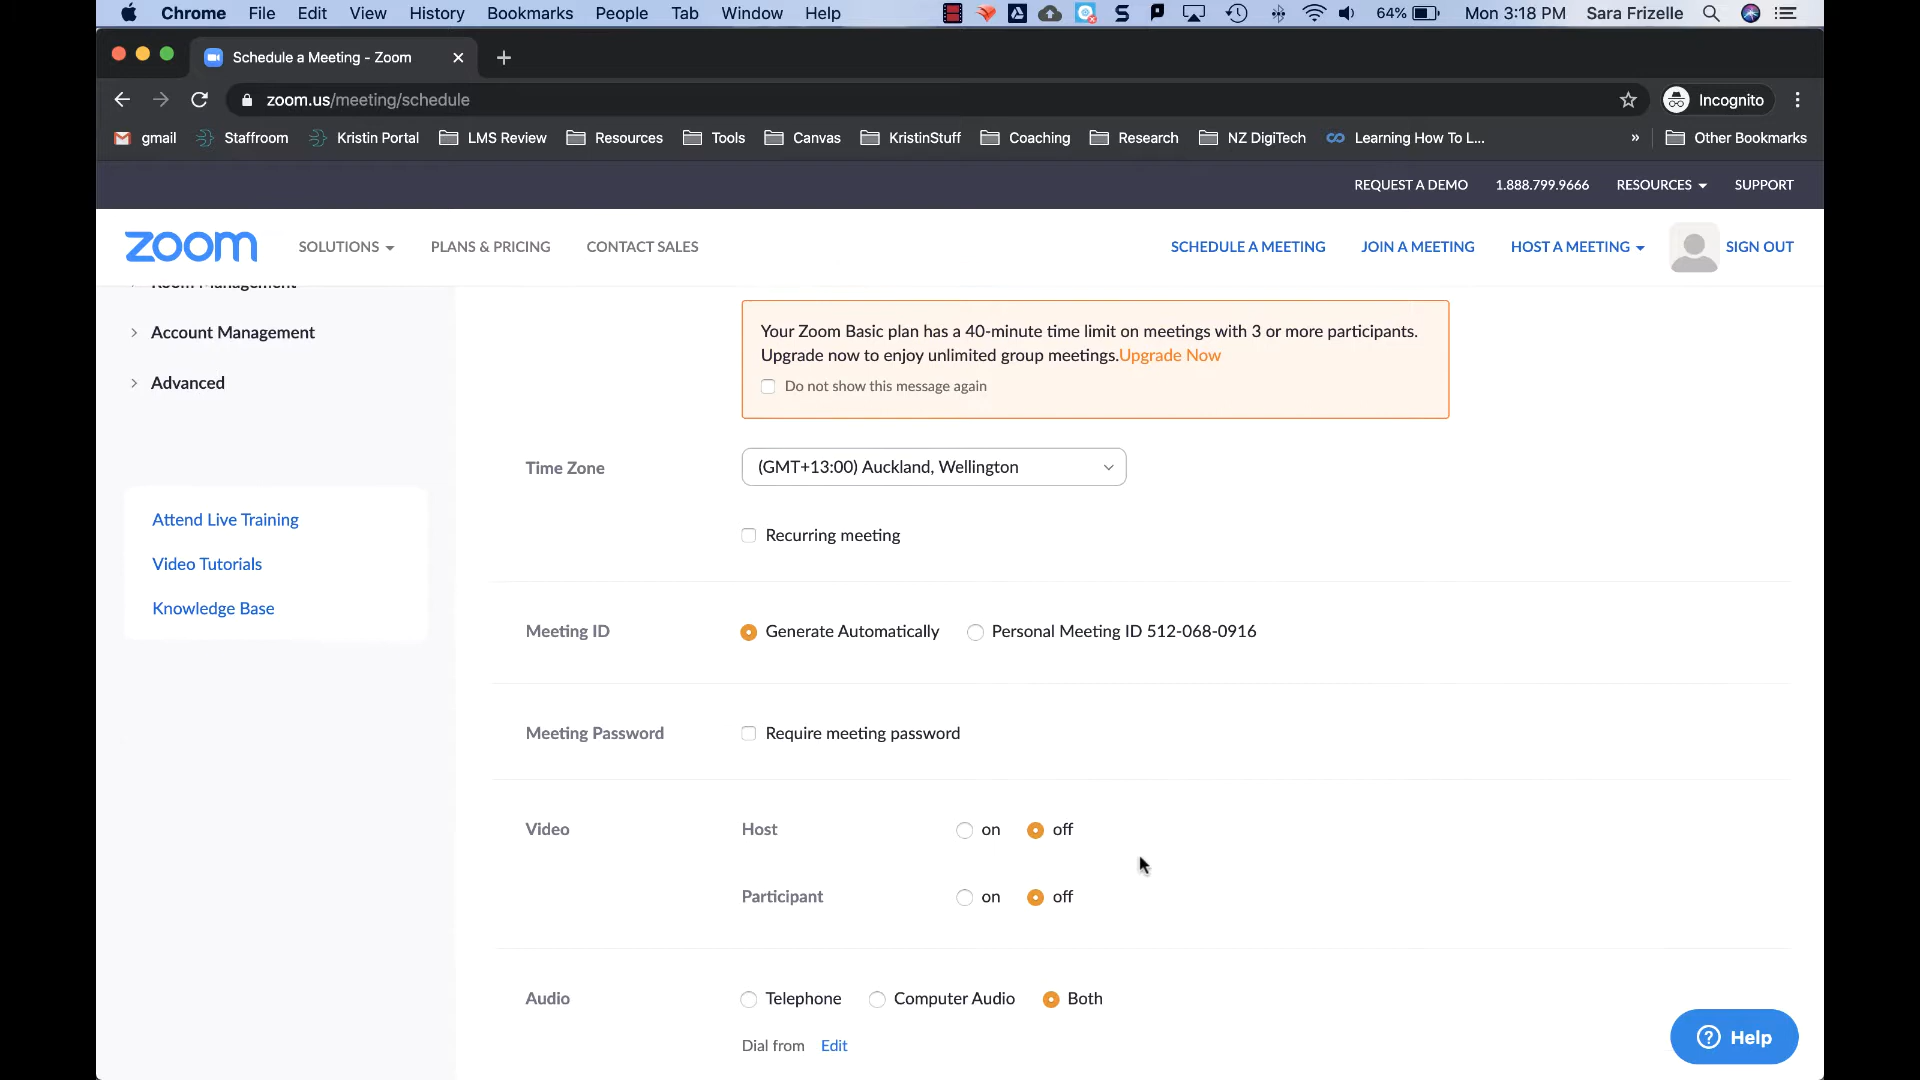 Chrome File Edit View History Bookmarks People Tab Window Help 64% Mon 3:18 PM Sara Frizelle
Schedule a Meeting - Zoom
zoom.us/meeting/schedule Incognito
gmail Staffroom Kristin Portal LMS Review Resources Tools Canvas KristinStuff Coaching Research NZ DigiTech Learning How To L... » Other Bookmarks
REQUEST A DEMO 1.888.799.9666 RESOURCES SUPPORT
zoom SOLUTIONS PLANS & PRICING CONTACT SALES SCHEDULE A MEETING JOIN A MEETING HOST A MEETING SIGN OUT
Room Management
Account Management
Advanced
Attend Live Training
Video Tutorials
Knowledge Base
Your Zoom Basic plan has a 40-minute time limit on meetings with 3 or more participants.
Upgrade now to enjoy unlimited group meetings.Upgrade Now
Do not show this message again
Time Zone (GMT+13:00) Auckland, Wellington
Recurring meeting
Meeting ID Generate Automatically Personal Meeting ID 512-068-0916
Meeting Password Require meeting password
Video Host on off
Participant on off
Audio Telephone Computer Audio Both
Dial from Edit
Help